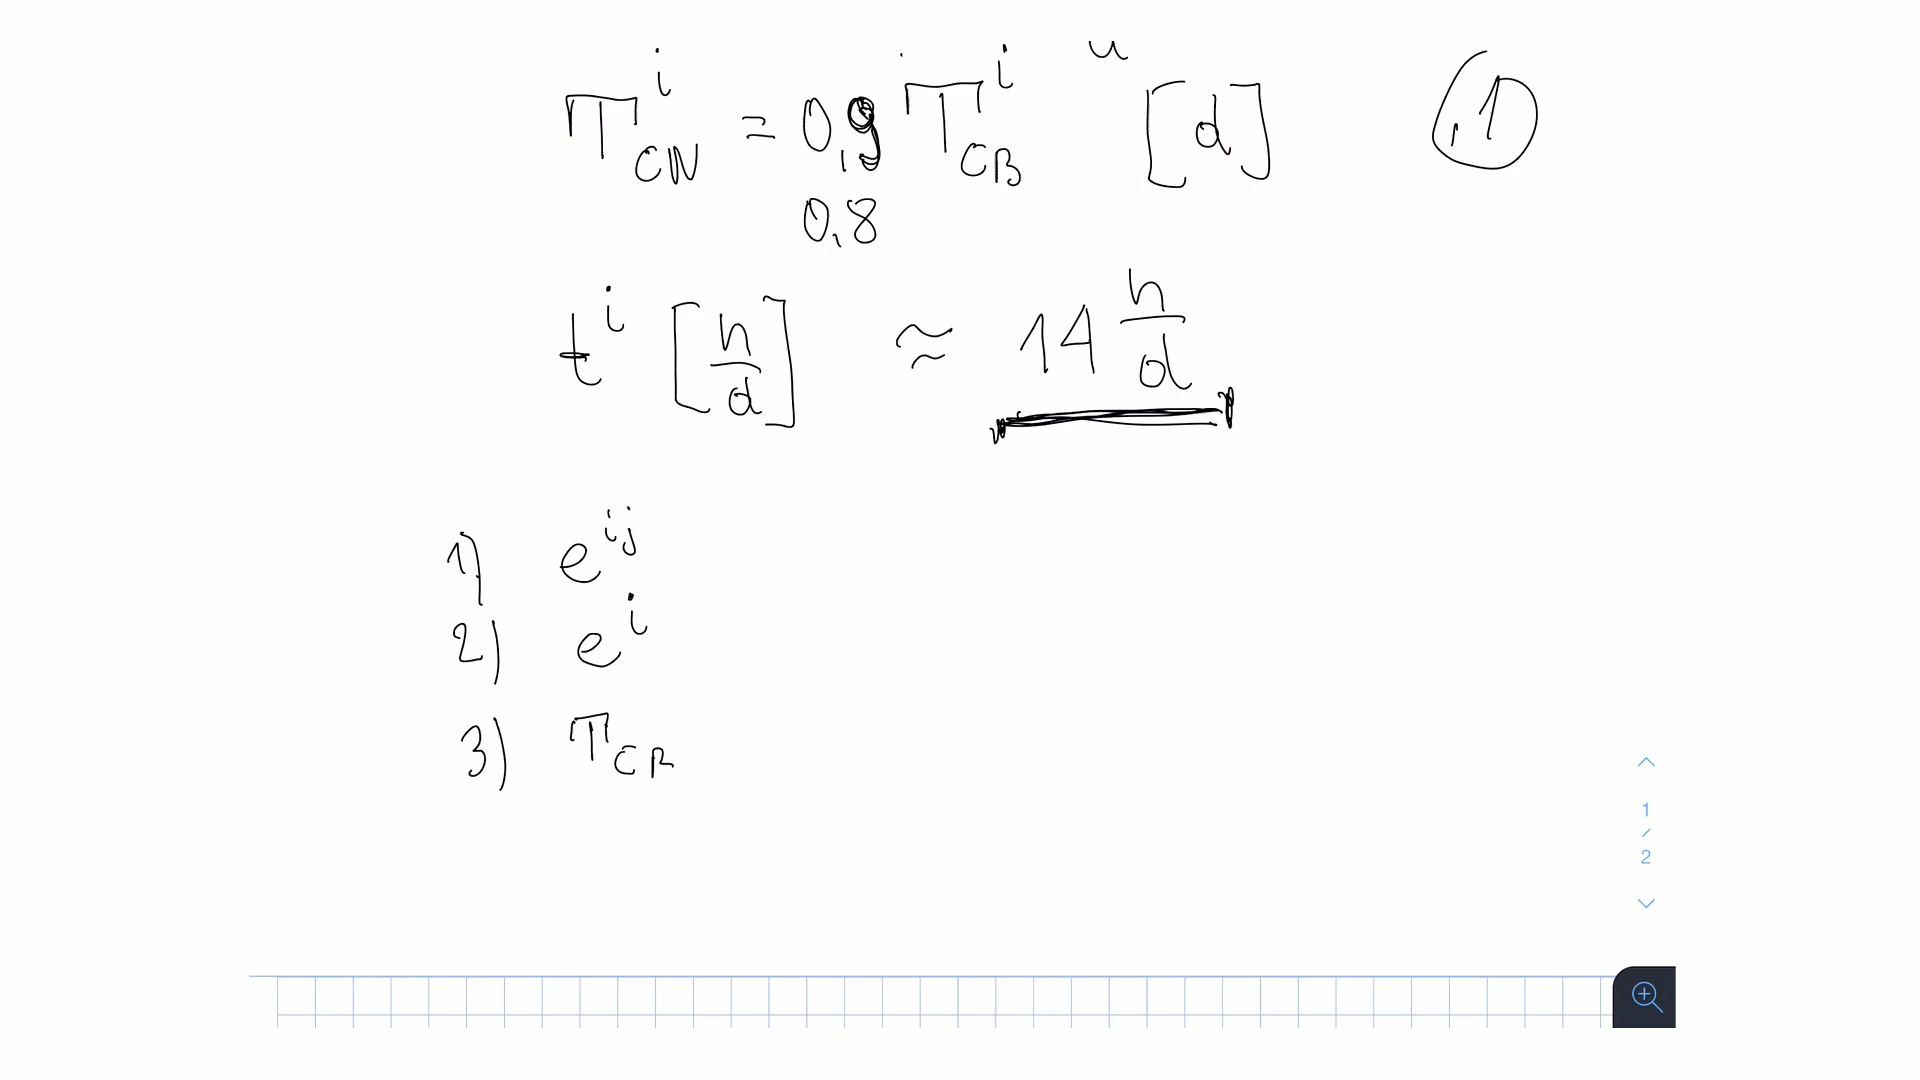 T^i_CN = 0,9 T^i_CB [d] ,1
0,8
t^i [h/d] ≈ 14 h/d
1) e^ij
2) e^i
3) T_CR
1
/
2